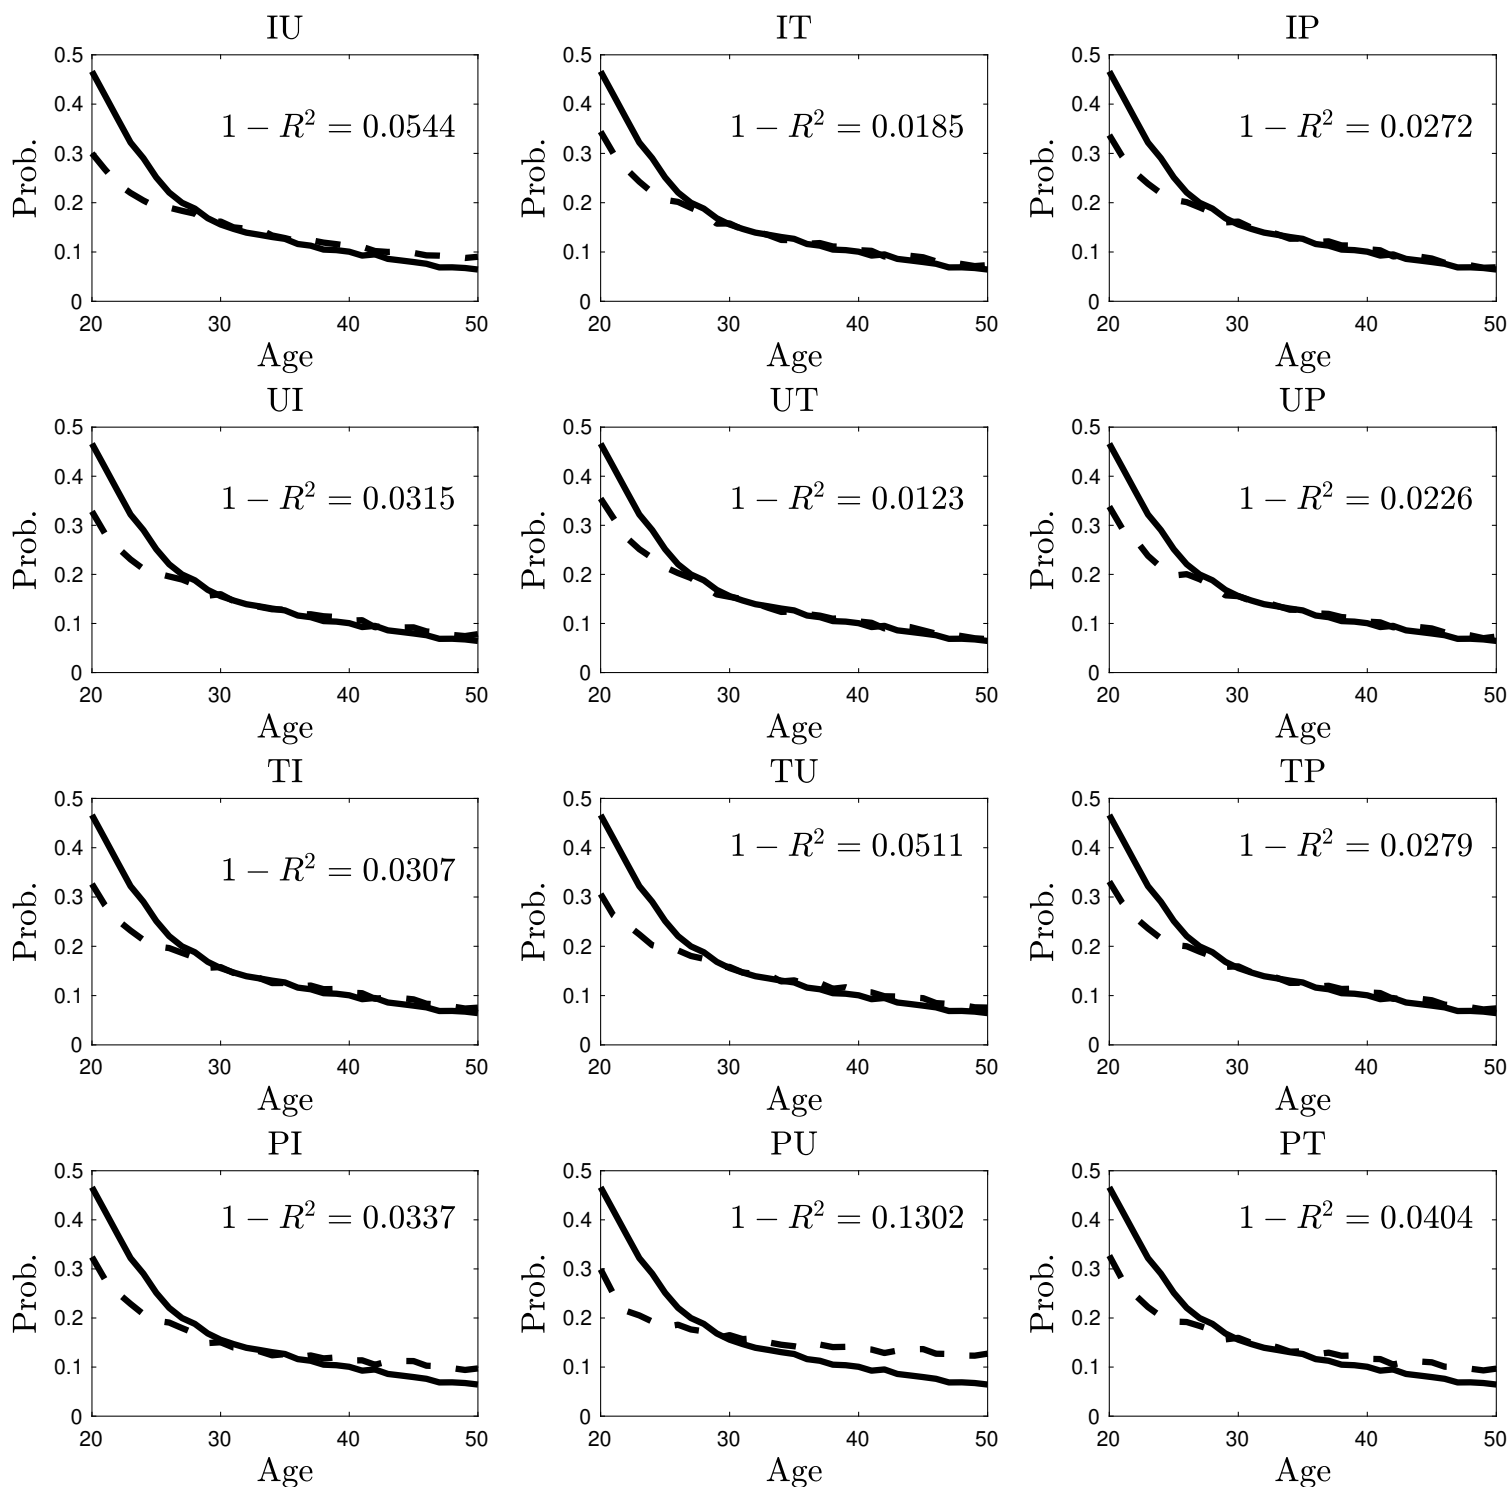 IU IT IP
0.5 0.5 0.5
0.4 0.4 0.4
1 − R² = 0.0544 1 − R² = 0.0185 1 − R² = 0.0272
0.3 0.3 0.3
Prob. Prob. Prob.
0.2 0.2 0.2
0.1 0.1 0.1
0 0 0
20 30 40 50 20 30 40 50 20 30 40 50
Age Age Age
UI UT UP
0.5 0.5 0.5
0.4 0.4 0.4
1 − R² = 0.0315 1 − R² = 0.0123 1 − R² = 0.0226
0.3 0.3 0.3
Prob. Prob. Prob.
0.2 0.2 0.2
0.1 0.1 0.1
0 0 0
20 30 40 50 20 30 40 50 20 30 40 50
Age Age Age
TI TU TP
0.5 0.5 0.5
0.4 0.4 0.4
1 − R² = 0.0307 1 − R² = 0.0511 1 − R² = 0.0279
0.3 0.3 0.3
Prob. Prob. Prob.
0.2 0.2 0.2
0.1 0.1 0.1
0 0 0
20 30 40 50 20 30 40 50 20 30 40 50
Age Age Age
PI PU PT
0.5 0.5 0.5
0.4 0.4 0.4
1 − R² = 0.0337 1 − R² = 0.1302 1 − R² = 0.0404
0.3 0.3 0.3
Prob. Prob. Prob.
0.2 0.2 0.2
0.1 0.1 0.1
0 0 0
20 30 40 50 20 30 40 50 20 30 40 50
Age Age Age